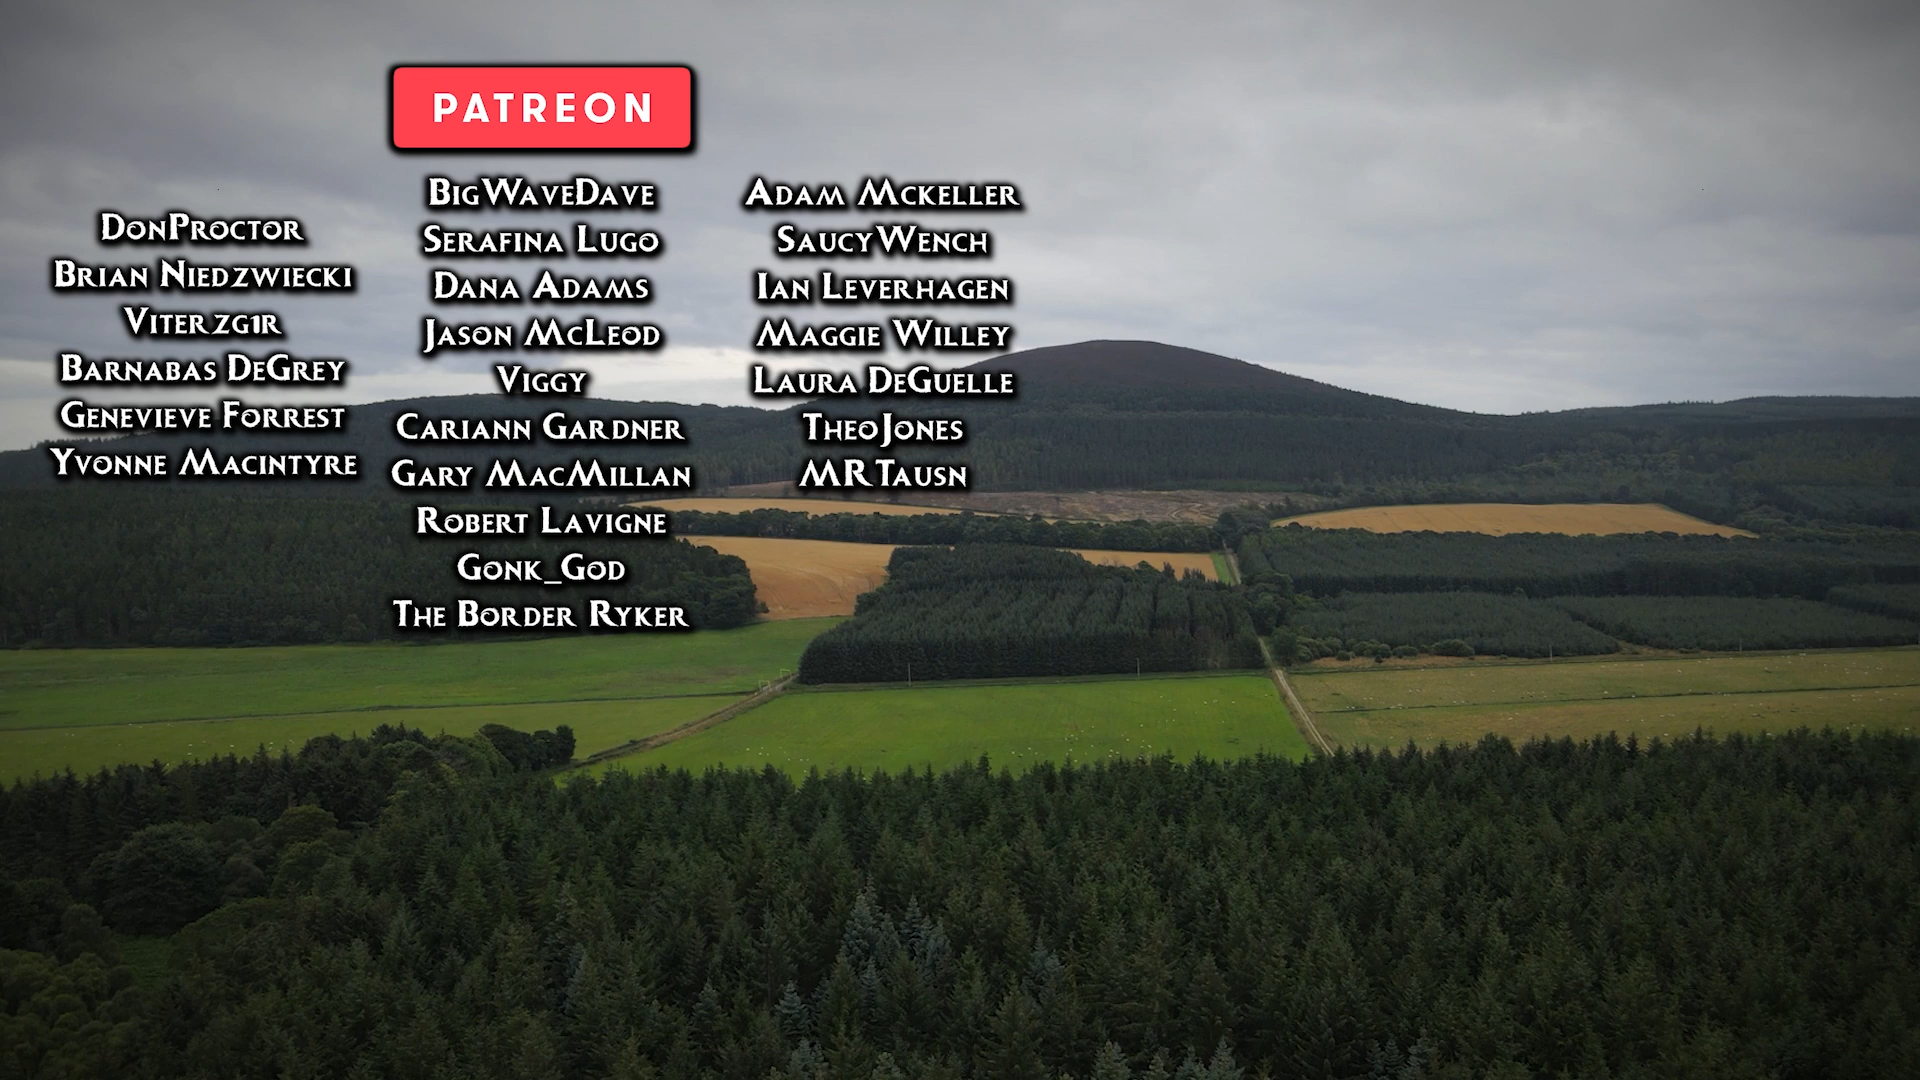 PATREON
DonProctor
Brian Niedzwiecki
Viterzg1r
Barnabas DeGrey
Genevieve Forrest
Yvonne Macintyre
BigWaveDave
Serafina Lugo
Dana Adams
Jason McLeod
Viggy
Cariann Gardner
Gary MacMillan
Robert Lavigne
Gonk_God
The Border Ryker
Adam Mckeller
SaucyWench
Ian Leverhagen
Maggie Willey
Laura DeGuelle
TheoJones
MRTausn